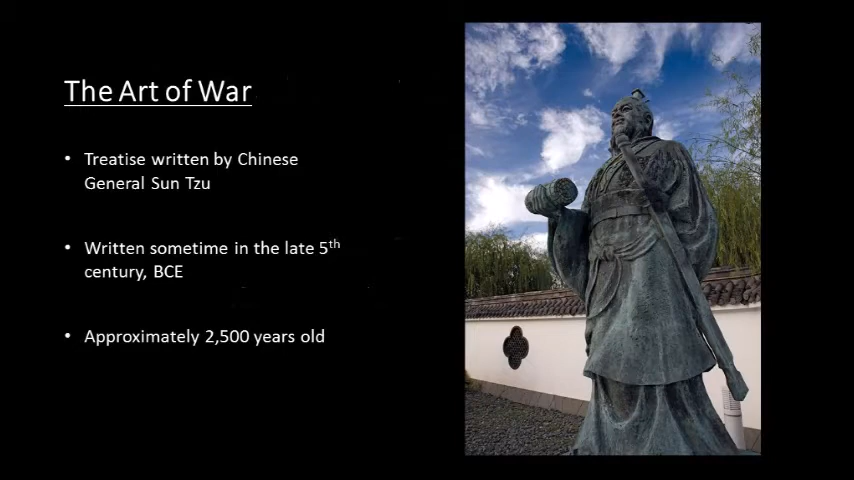 The Art of War
• Treatise written by Chinese
General Sun Tzu
• Written sometime in the late 5th
century, BCE
• Approximately 2,500 years old